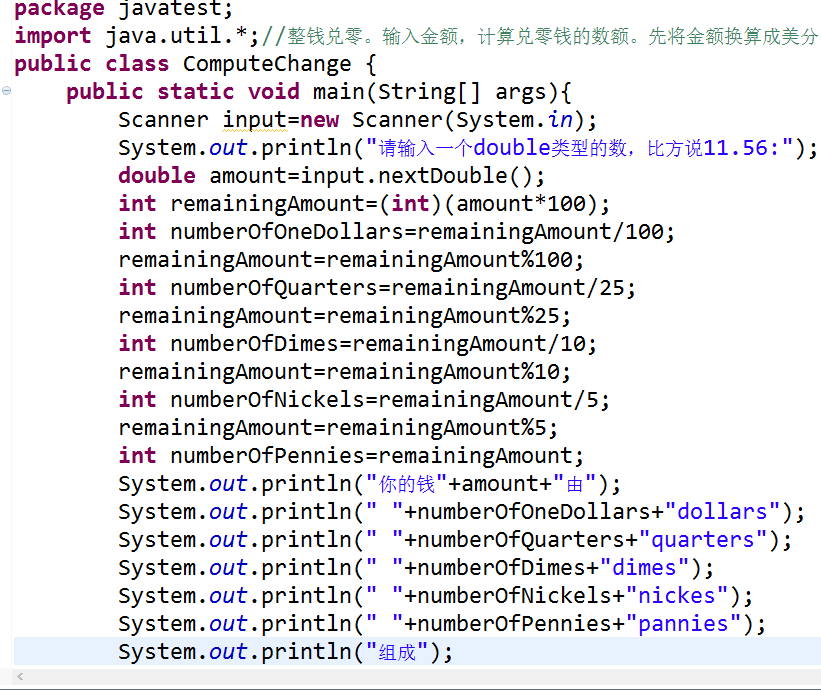 package javatest;
import java.util.*;//整钱兑零。输入金额，计算兑零钱的数额。先将金额换算成美分
public class ComputeChange {
public static void main(String[] args){
Scanner input=new Scanner(System.in);
System.out.println("请输入一个double类型的数，比方说11.56:");
double amount=input.nextDouble();
int remainingAmount=(int)(amount*100);
int numberOfOneDollars=remainingAmount/100;
remainingAmount=remainingAmount%100;
int numberOfQuarters=remainingAmount/25;
remainingAmount=remainingAmount%25;
int numberOfDimes=remainingAmount/10;
remainingAmount=remainingAmount%10;
int numberOfNickels=remainingAmount/5;
remainingAmount=remainingAmount%5;
int numberOfPennies=remainingAmount;
System.out.println("你的钱"+amount+"由");
System.out.println(" "+numberOfOneDollars+"dollars");
System.out.println(" "+numberOfQuarters+"quarters");
System.out.println(" "+numberOfDimes+"dimes");
System.out.println(" "+numberOfNickels+"nickes");
System.out.println(" "+numberOfPennies+"pannies");
System.out.println("组成");